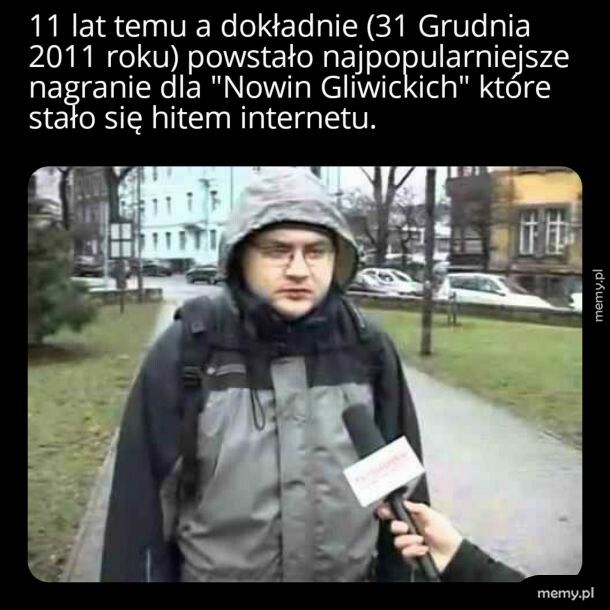 11 lat temu a dokładnie (31 Grudnia
2011 roku) powstało najpopularniejsze
nagranie dla "Nowin Gliwickich" które
stało się hitem internetu.
memy.pl
memy.pl